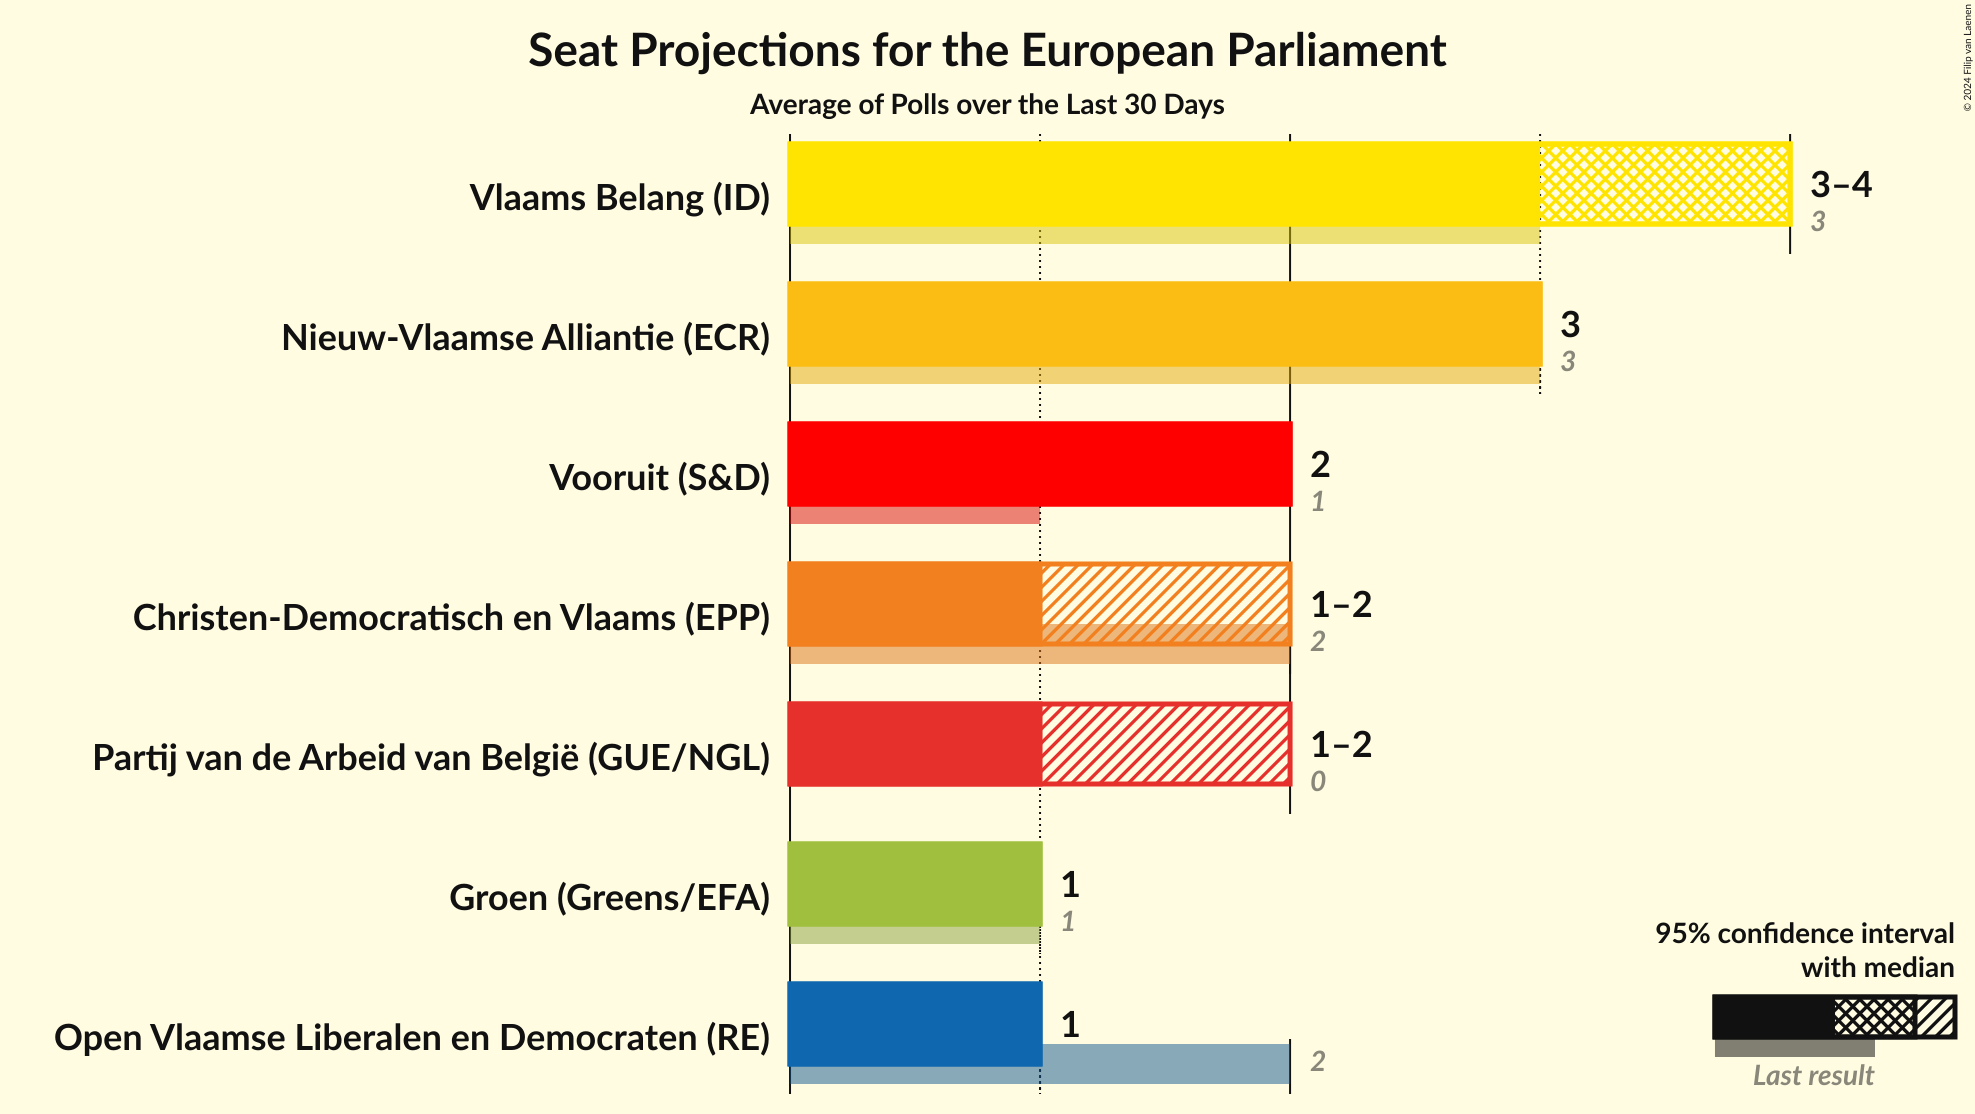 Seat Projections for the European Parliament
Average of Polls over the Last 30 Days
© 2024 Filip van Laenen
Vlaams Belang (ID)
3–4
3
Nieuw-Vlaamse Alliantie (ECR)
3
3
Vooruit (S&D)
2
1
Christen-Democratisch en Vlaams (EPP)
1–2
2
Partij van de Arbeid van België (GUE/NGL)
1–2
0
Groen (Greens/EFA)
1
1
Open Vlaamse Liberalen en Democraten (RE)
1
2
95% confidence interval
with median
Last result